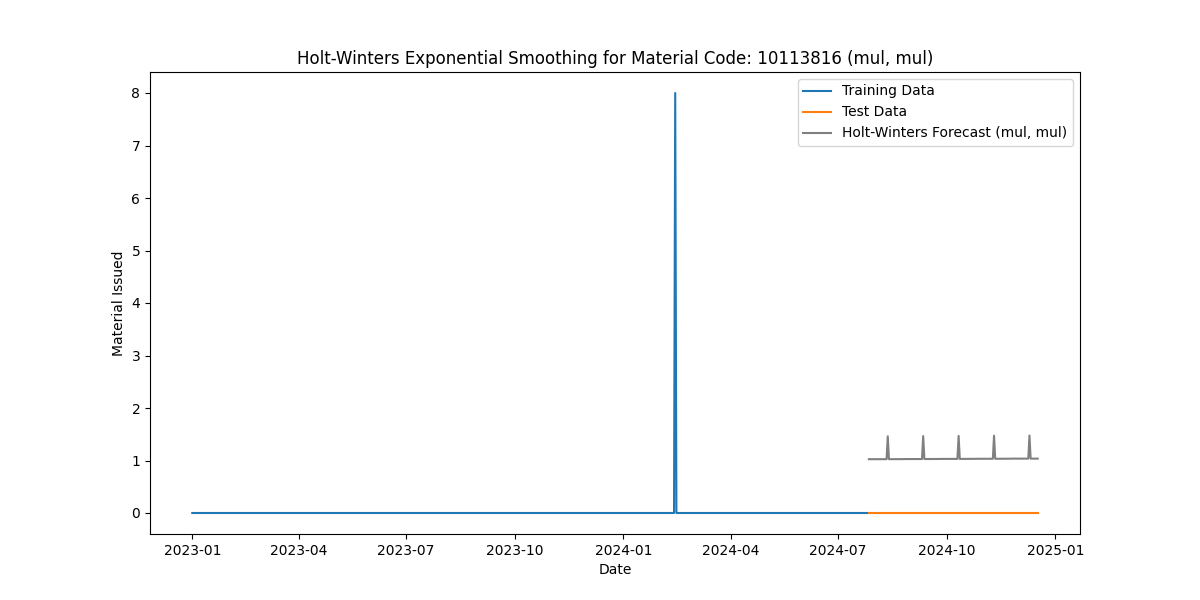 Holt-Winters Exponential Smoothing for Material Code: 10113816 (mul, mul)
Training Data
Test Data
Holt-Winters Forecast (mul, mul)
Material Issued
8
7
6
5
4
3
2
1
0
2023-01 2023-04 2023-07 2023-10 2024-01 2024-04 2024-07 2024-10 2025-01
Date